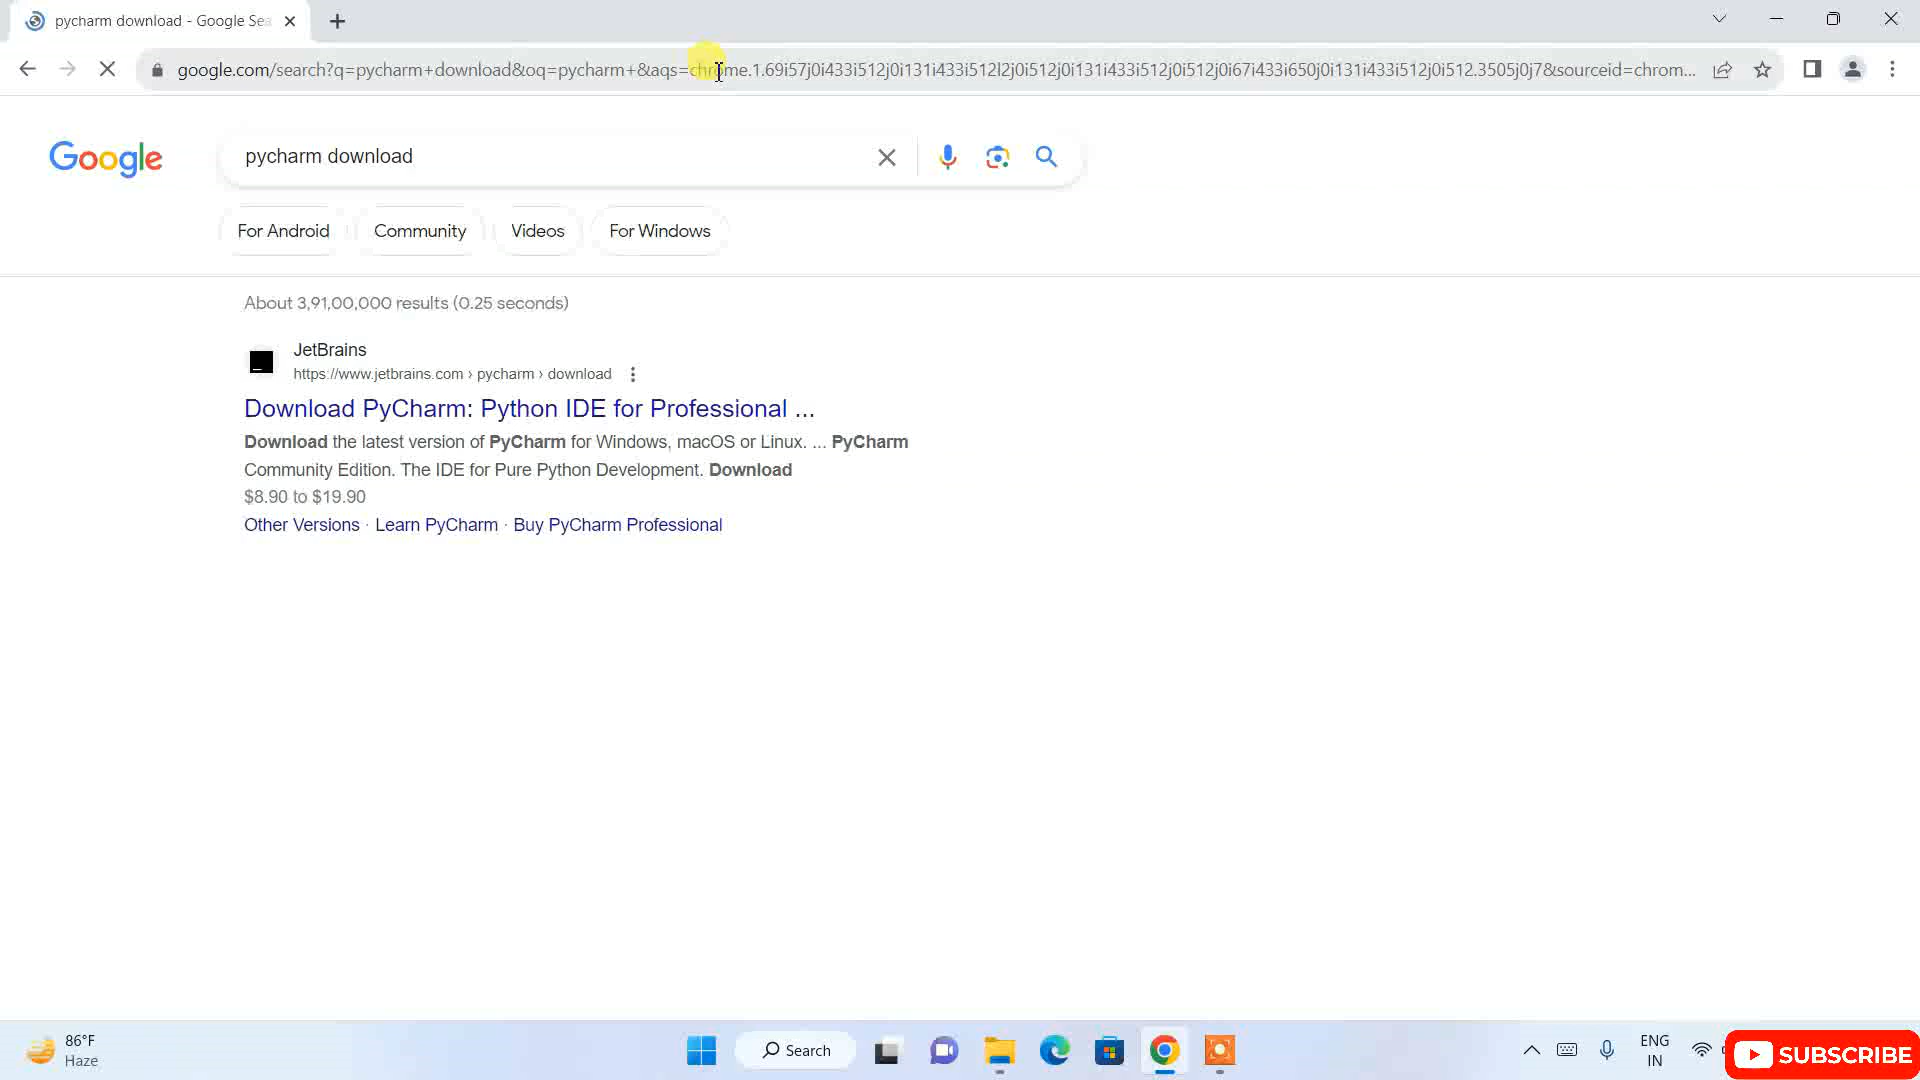 pycharm download - Google Sea
google.com/search?q=pycharm+download&oq=pycharm+&aqs=chrome.1.69i57j0i433i512j0i131i433i512l2j0i512j0i131i433i512j0i512j0i67i433i650j0i131i433i512j0i512.3505j0j7&sourceid=chrom...
Google
pycharm download
For Android
Community
Videos
For Windows
About 3,91,00,000 results (0.25 seconds)
JetBrains
https://www.jetbrains.com › pycharm › download
Download PyCharm: Python IDE for Professional ...
Download the latest version of PyCharm for Windows, macOS or Linux. ... PyCharm
Community Edition. The IDE for Pure Python Development. Download
$8.90 to $19.90
Other Versions · Learn PyCharm · Buy PyCharm Professional
86°F
Haze
Search
ENG
IN
SUBSCRIBE